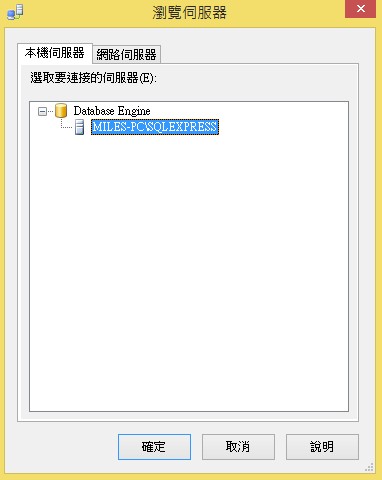 瀏覽伺服器
本機伺服器 網路伺服器
選取要連接的伺服器(E):
Database Engine
MILES-PC\SQLEXPRESS
確定 取消 說明